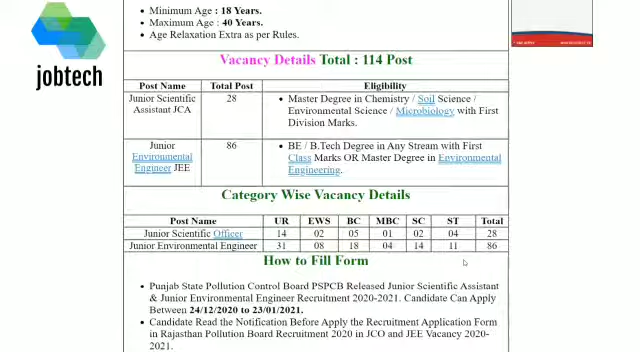 Minimum Age : 18 Years.
Maximum Age : 40 Years.
Age Relaxation Extra as per Rules.
jobtech
Vacancy Details Total : 114 Post
Post Name Total Post Eligibility
Junior Scientific Assistant JCA 28 Master Degree in Chemistry / Soil Science /
Environmental Science / Microbiology with First
Division Marks.
Junior Environmental Engineer JEE 86 BE / B.Tech Degree in Any Stream with First
Class Marks OR Master Degree in Environmental
Engineering.
Category Wise Vacancy Details
Post Name UR EWS BC MBC SC ST Total
Junior Scientific Officer 14 02 05 01 02 04 28
Junior Environmental Engineer 31 08 18 04 14 11 86
How to Fill Form
Punjab State Pollution Control Board PSPCB Released Junior Scientific Assistant
& Junior Environmental Engineer Recruitment 2020-2021. Candidate Can Apply
Between 24/12/2020 to 23/01/2021.
Candidate Read the Notification Before Apply the Recruitment Application Form
in Rajasthan Pollution Board Recruitment 2020 in JCO and JEE Vacancy 2020-
2021.